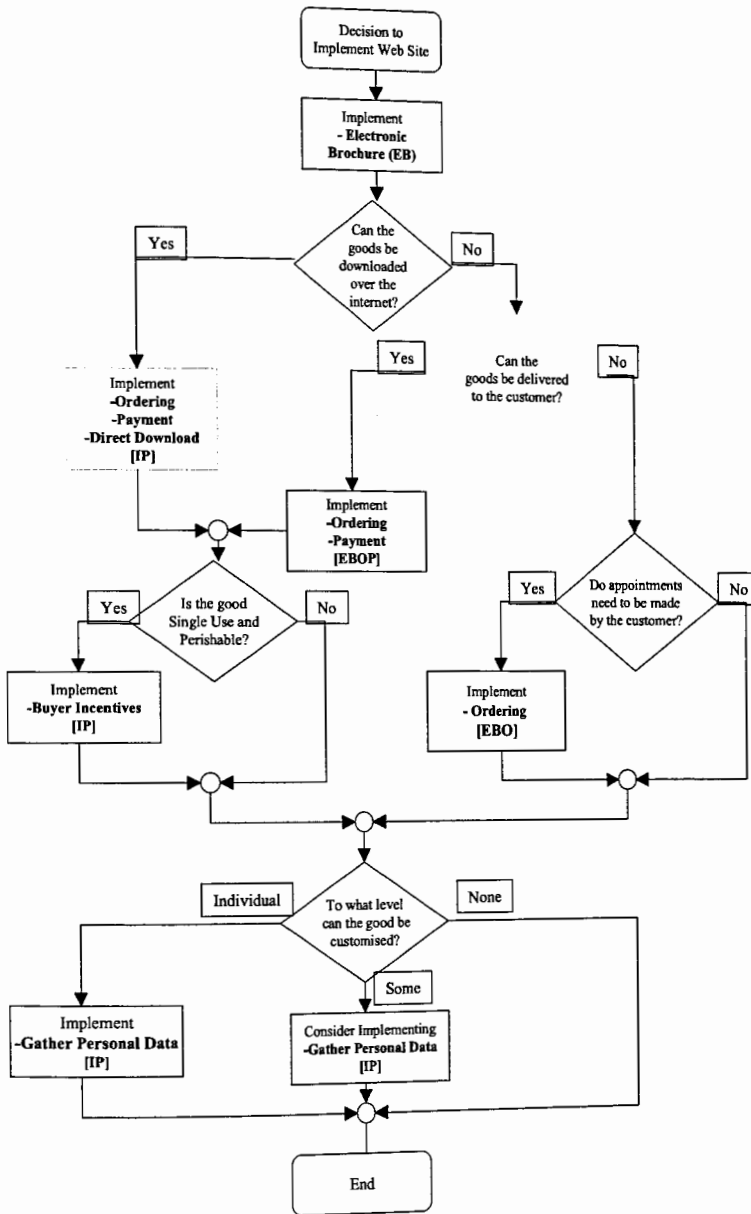 Decision to
Implement Web Site
Implement
- Electronic
Brochure (EB)
Can the
goods be
downloaded
over the
internet?
Yes
No
Implement
-Ordering
-Payment
-Direct Download
[IP]
Yes
Can the
goods be delivered
to the customer?
No
Implement
-Ordering
-Payment
[EBOP]
Is the good
Single Use and
Perishable?
Yes
No
Do appointments
need to be made
by the customer?
Yes
No
Implement
-Buyer Incentives
[IP]
Implement
- Ordering
[EBO]
To what level
can the good be
customised?
Individual
None
Some
Implement
-Gather Personal Data
[IP]
Consider Implementing
-Gather Personal Data
[IP]
End